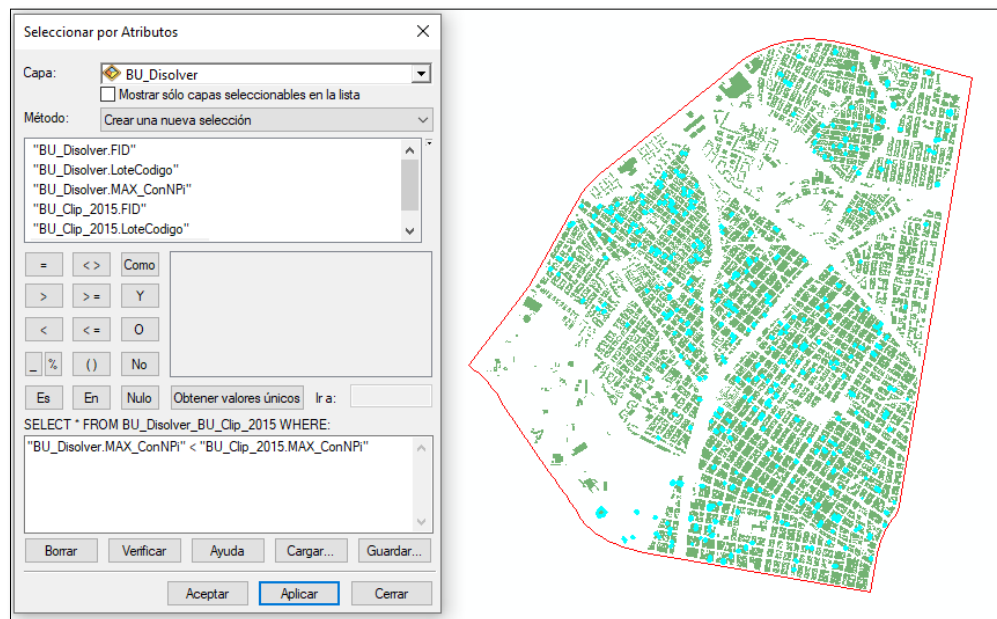 Seleccionar por Atributos
Capa: BU_Disolver
Mostrar sólo capas seleccionables en la lista
Método: Crear una nueva selección
"BU_Disolver.FID"
"BU_Disolver.LoteCodigo"
"BU_Disolver.MAX_ConNPi"
"BU_Clip_2015.FID"
"BU_Clip_2015.LoteCodigo"
= < > Como
> > = Y
< < = O
_ % ( ) No
Es En Nulo Obtener valores únicos Ir a:
SELECT * FROM BU_Disolver_BU_Clip_2015 WHERE:
"BU_Disolver.MAX_ConNPi" < "BU_Clip_2015.MAX_ConNPi"
Borrar Verificar Ayuda Cargar... Guardar...
Aceptar Aplicar Cerrar